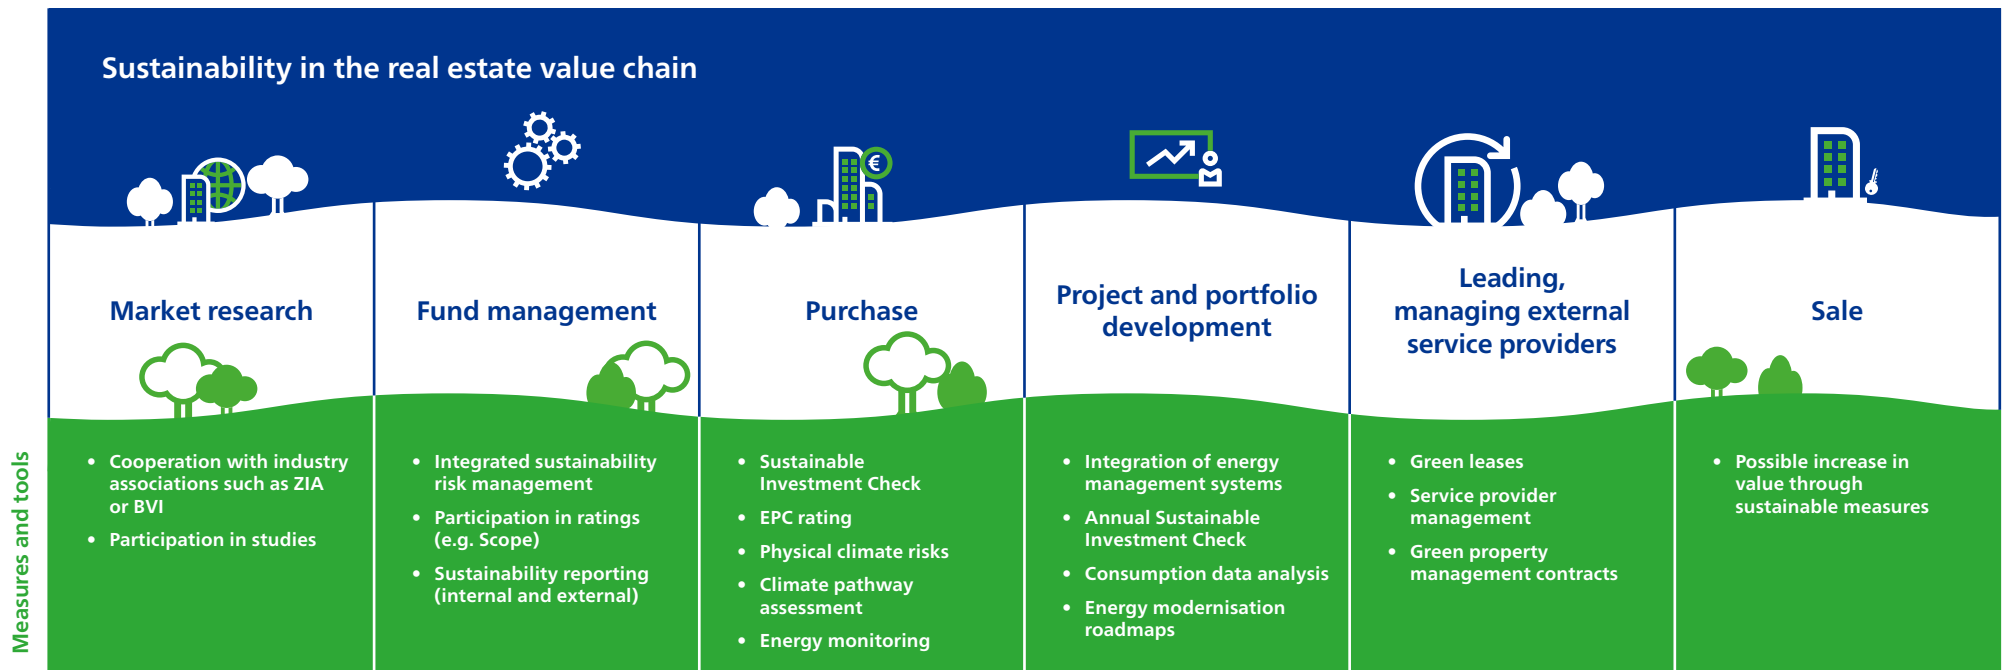 Sustainability in the real estate value chain
€
Market research
Fund management
Purchase
Project and portfolio
development
Leading,
managing external
service providers
Sale
Measures and tools
• Cooperation with industry
associations such as ZIA
or BVI
• Participation in studies
• Integrated sustainability
risk management
• Participation in ratings
(e.g. Scope)
• Sustainability reporting
(internal and external)
• Sustainable
Investment Check
• EPC rating
• Physical climate risks
• Climate pathway
assessment
• Energy monitoring
• Integration of energy
management systems
• Annual Sustainable
Investment Check
• Consumption data analysis
• Energy modernisation
roadmaps
• Green leases
• Service provider
management
• Green property
management contracts
• Possible increase in
value through
sustainable measures